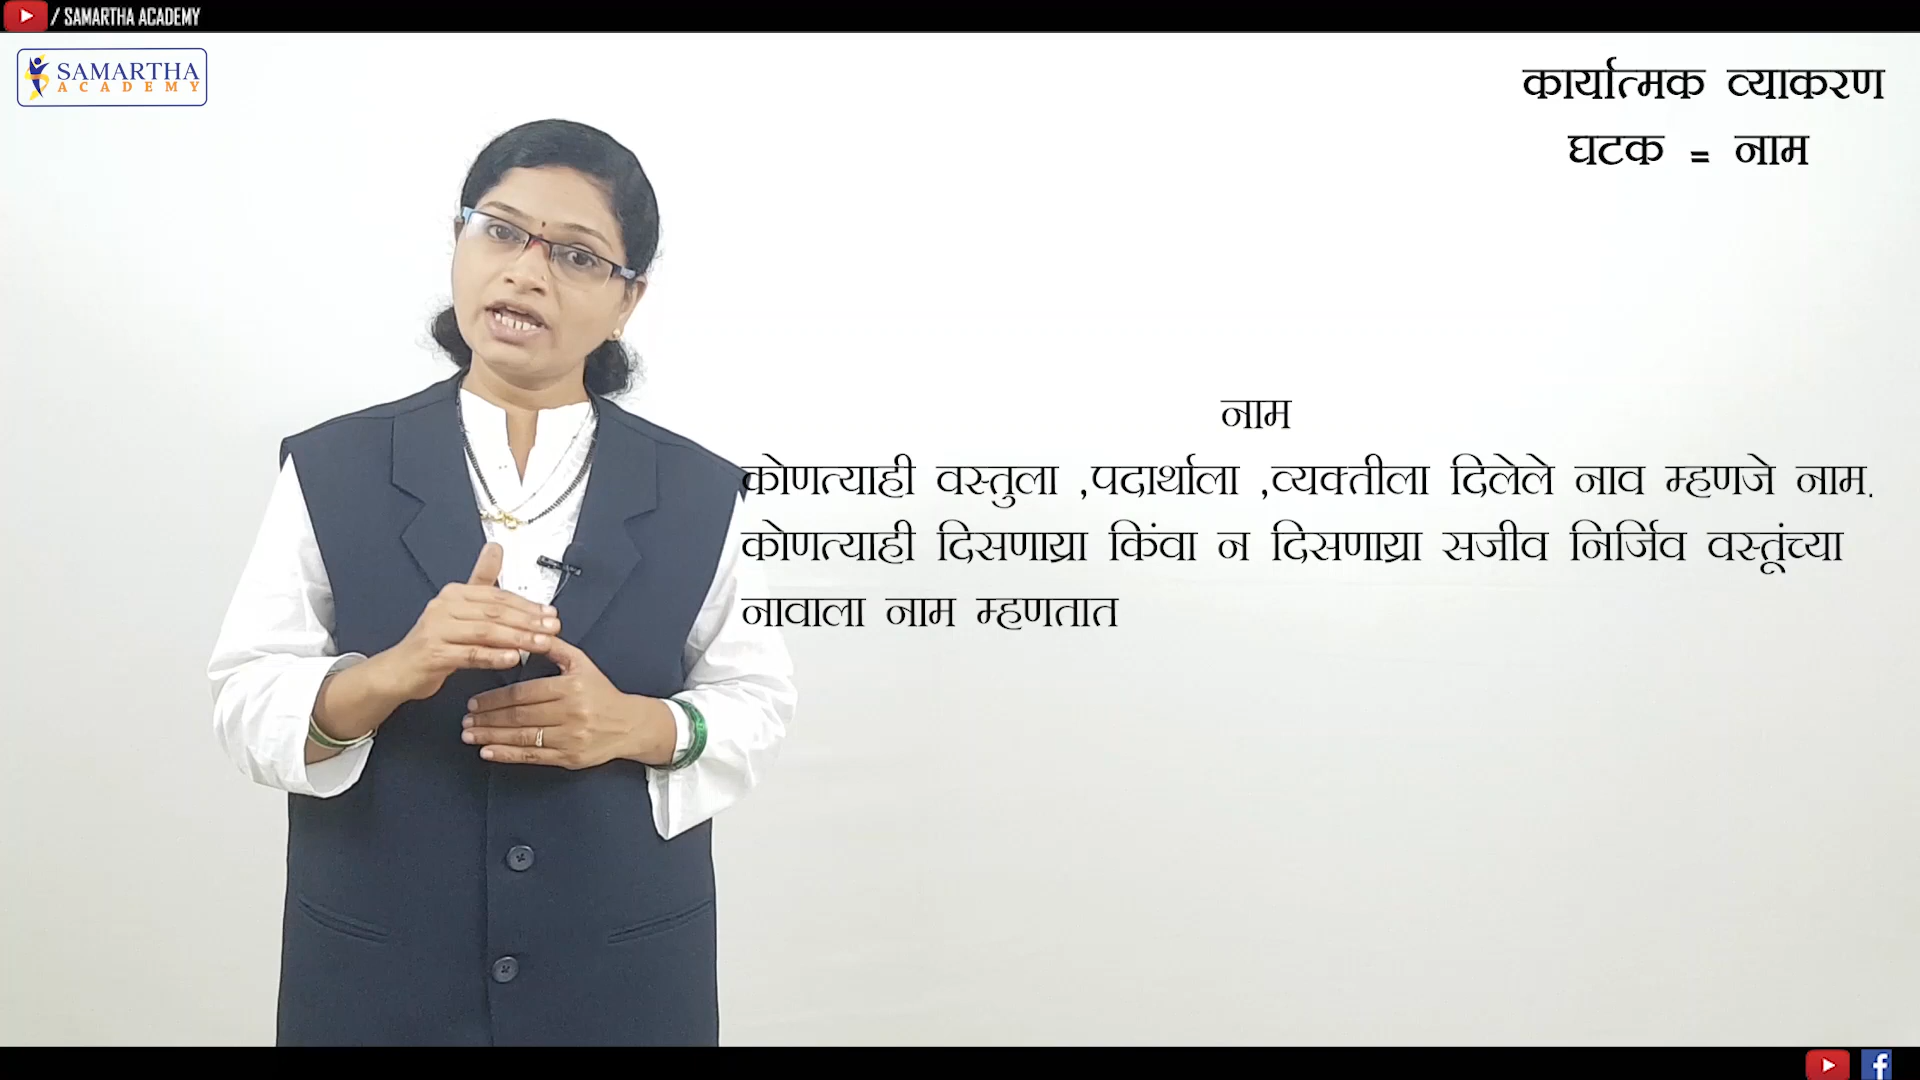 / SAMARTHA ACADEMY
SAMARTHA
ACADEMY
कार्यात्मक व्याकरण
घटक = नाम
नाम
कोणत्याही वस्तुला ,पदार्थाला ,व्यक्तीला दिलेले नाव म्हणजे नाम.
कोणत्याही दिसणाऱ्रा किंवा न दिसणाऱ्रा सजीव निर्जिव वस्तूंच्या
नावाला नाम म्हणतात